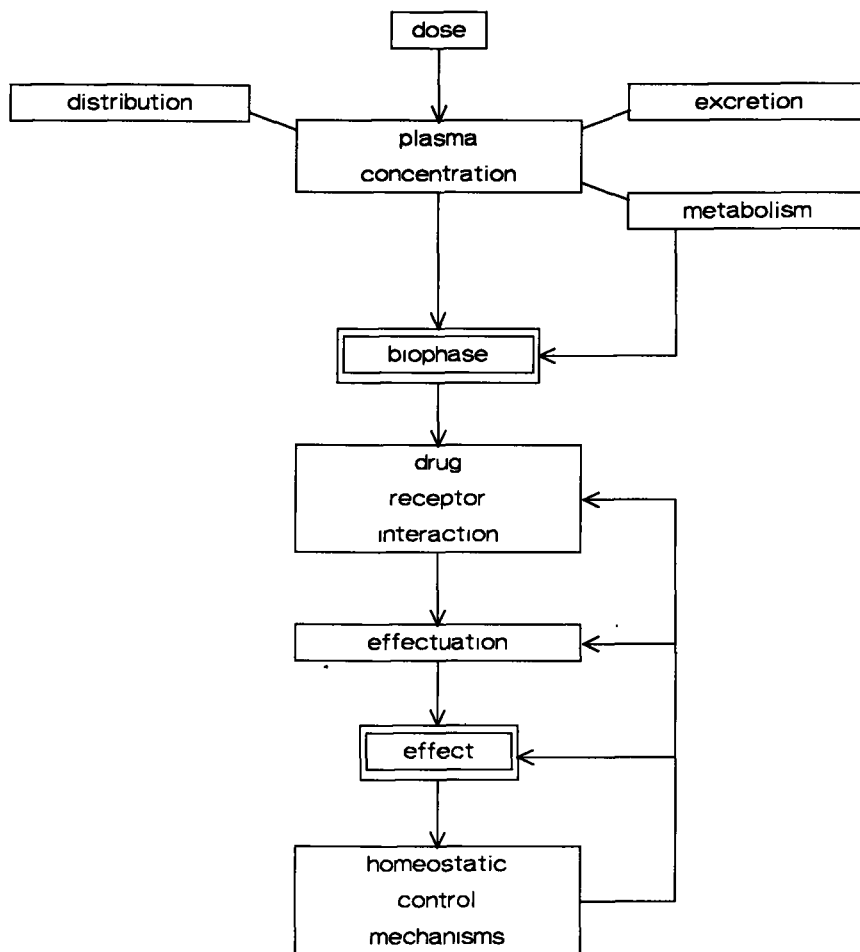 dose
distribution
excretion
plasma
concentration
metabolism
biophase
drug
receptor
interaction
effectuation
effect
homeostatic
control
mechanisms